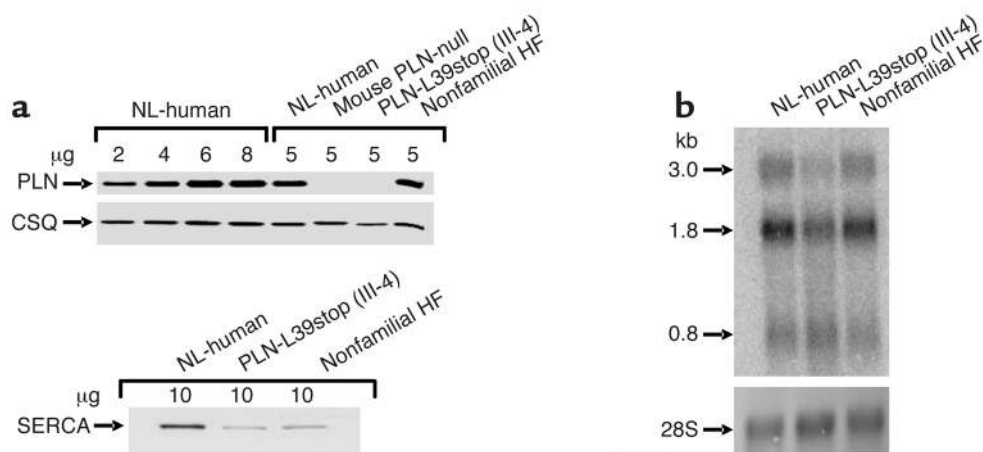 a
NL-human
NL-human
Mouse PLN-null
PLN-L39stop (III-4)
Nonfamilial HF
μg 2 4 6 8 5 5 5 5
PLN
CSQ
NL-human
PLN-L39stop (III-4)
Nonfamilial HF
μg 10 10 10
SERCA
b
NL-human
PLN-L39stop (III-4)
Nonfamilial HF
kb
3.0
1.8
0.8
28S